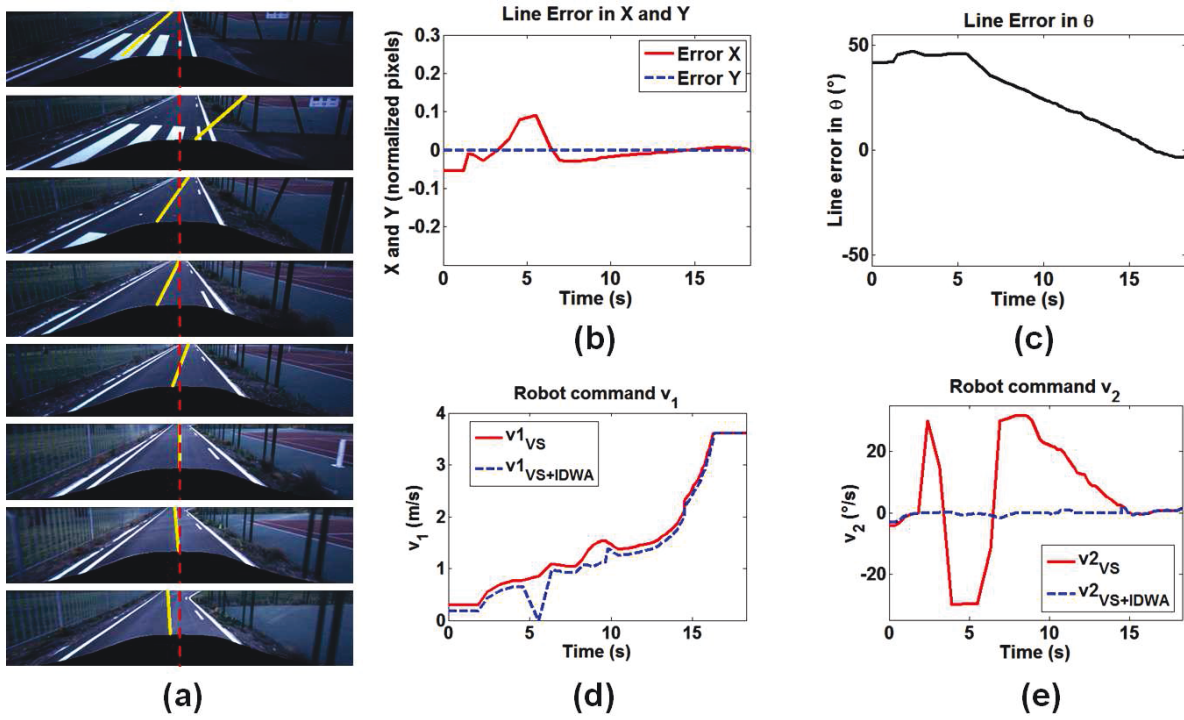 Line Error in X and Y
0.3
0.2
0.1
0
-0.1
-0.2
X and Y (normalized pixels)
Error X
Error Y
0 5 10 15
Time (s)
(b)
Line Error in θ
50
0
-50
Line error in θ (°)
0 5 10 15
Time (s)
(c)
Robot command v1
4
3
2
1
0
v1 (m/s)
v1VS
v1VS+IDWA
0 5 10 15
Time (s)
Robot command v2
20
0
-20
v2 (°/s)
v2VS
v2VS+IDWA
0 5 10 15
Time (s)
(a)
(d)
(e)